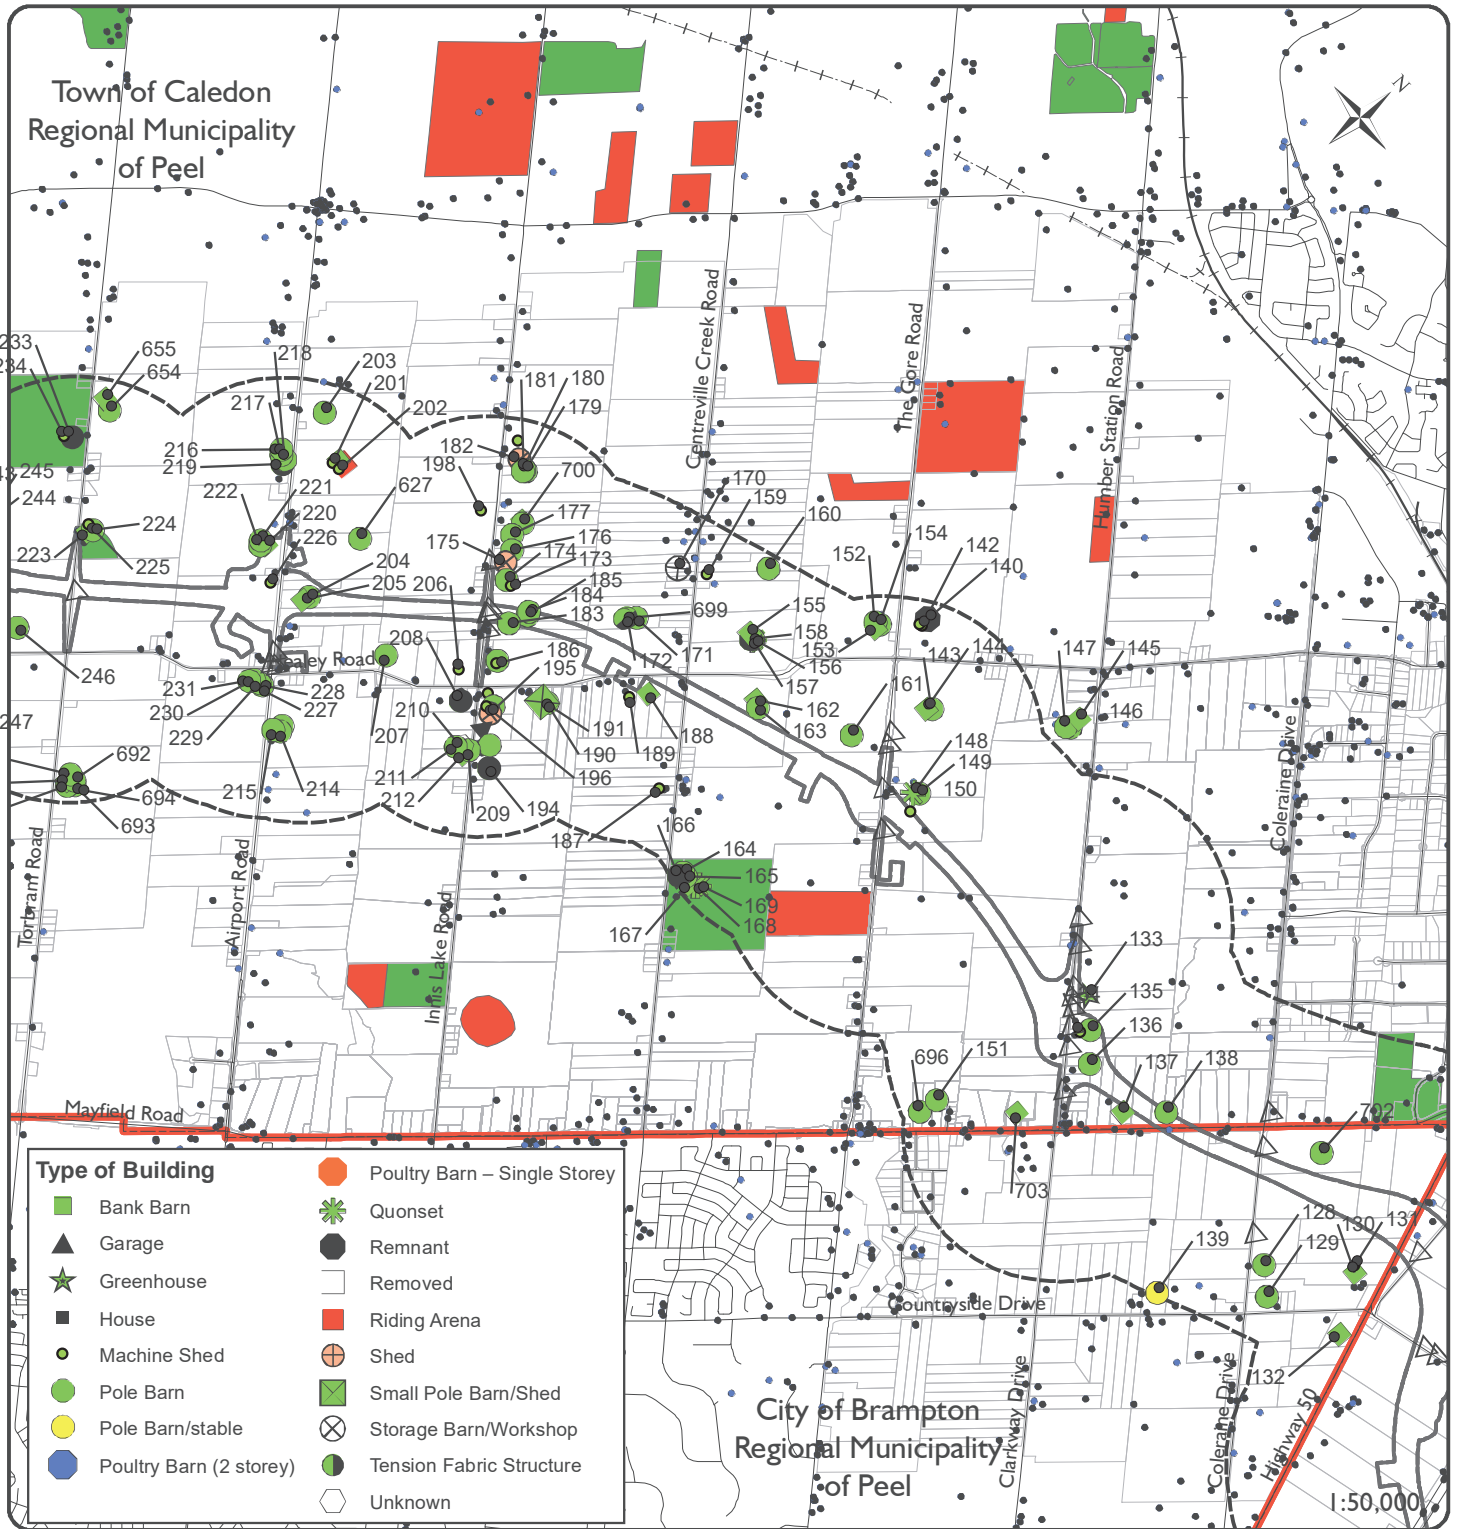 Town of Caledon
Regional Municipality
of Peel
N
233
655
234
654
218
203
201
217
202
181
180
179
216
219
182
198
700
245
244
222
221
627
220
226
177
170
159
160
224
223
225
175
176
174
173
152
154
142
140
204
205
206
185
184
183
699
155
158
153
156
208
172
171
143
144
147
145
Healey Road
186
195
157
161
246
231
228
230
227
229
210
207
191
190
189
188
162
163
146
247
692
694
693
215
214
211
212
209
194
196
187
148
149
150
166
164
165
169
168
167
133
135
136
137
138
696
151
702
703
Centreville Creek Road
The Gore Road
Humber Station Road
Coleraine Drive
Torbram Road
Airport Road
Innis Lake Road
Mayfield Road
128
130
131
129
139
Countryside Drive
132
Clarkway Drive
Coleraine Drive
Highway 50
City of Brampton
Regional Municipality
of Peel
1:50,000
Type of Building
Bank Barn
Garage
Greenhouse
House
Machine Shed
Pole Barn
Pole Barn/stable
Poultry Barn (2 storey)
Poultry Barn – Single Storey
Quonset
Remnant
Removed
Riding Arena
Shed
Small Pole Barn/Shed
Storage Barn/Workshop
Tension Fabric Structure
Unknown